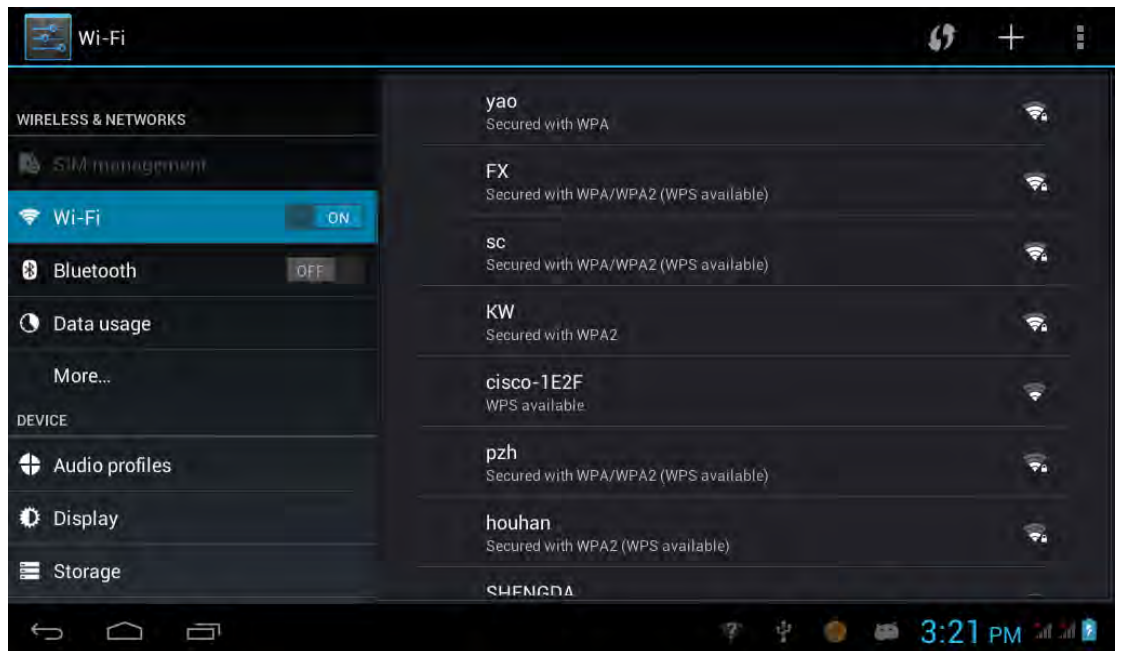 Wi-Fi
WIRELESS & NETWORKS
SIM management
Wi-Fi ON
Bluetooth OFF
Data usage
More...
DEVICE
Audio profiles
Display
Storage
yao
Secured with WPA
FX
Secured with WPA/WPA2 (WPS available)
sc
Secured with WPA/WPA2 (WPS available)
KW
Secured with WPA2
cisco-1E2F
WPS available
pzh
Secured with WPA/WPA2 (WPS available)
houhan
Secured with WPA2 (WPS available)
SHENGDA
3:21 PM